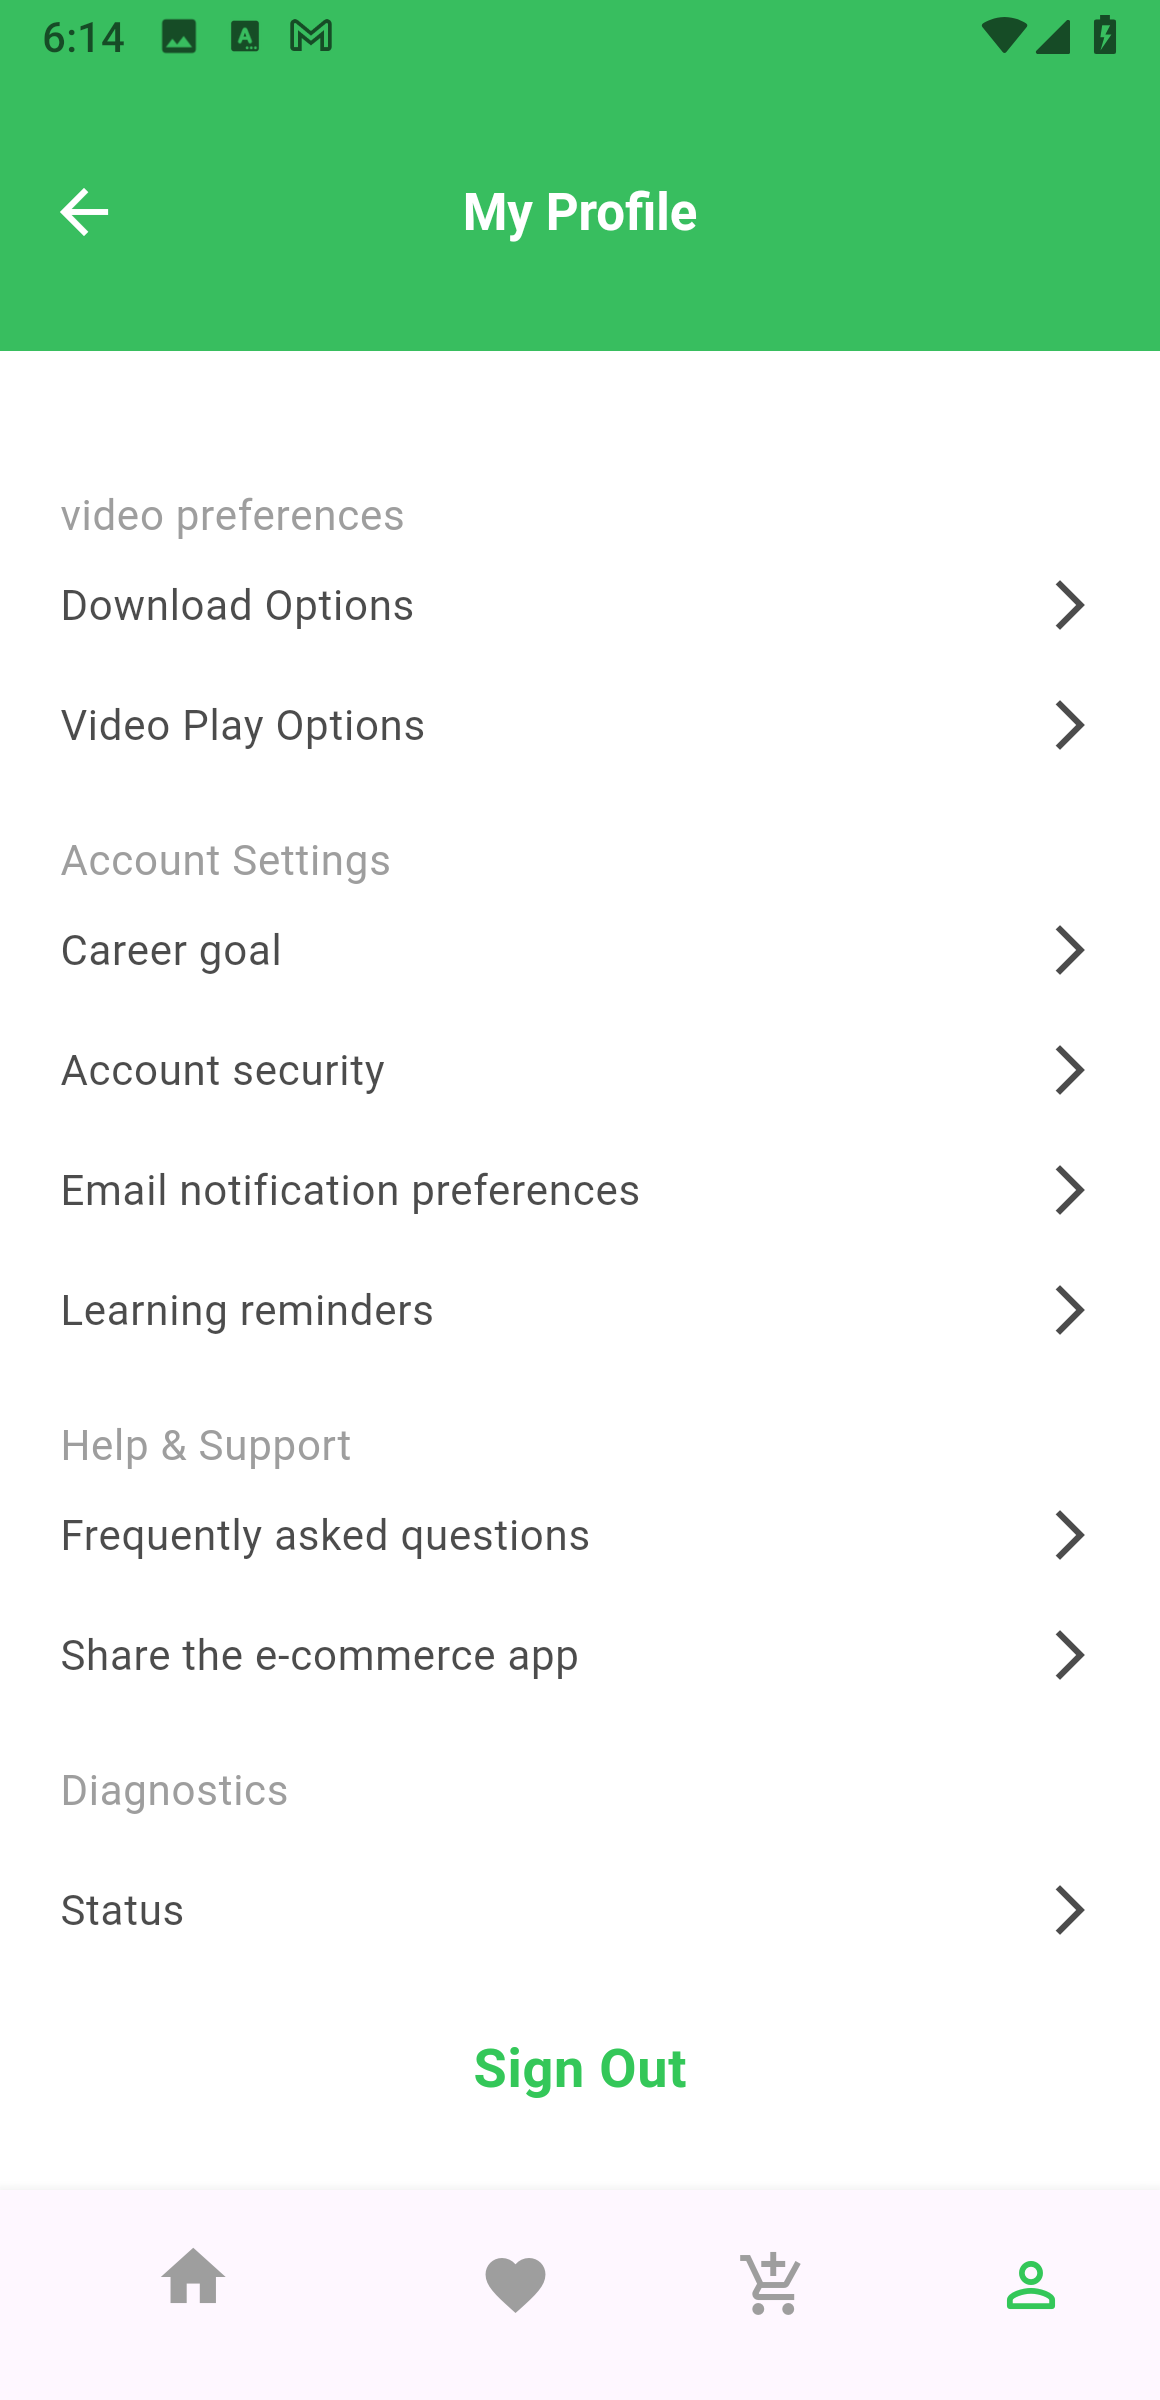 6:14
My Profile
video preferences
Download Options
Video Play Options
Account Settings
Career goal
Account security
Email notification preferences
Learning reminders
Help & Support
Frequently asked questions
Share the e-commerce app
Diagnostics
Status
Sign Out